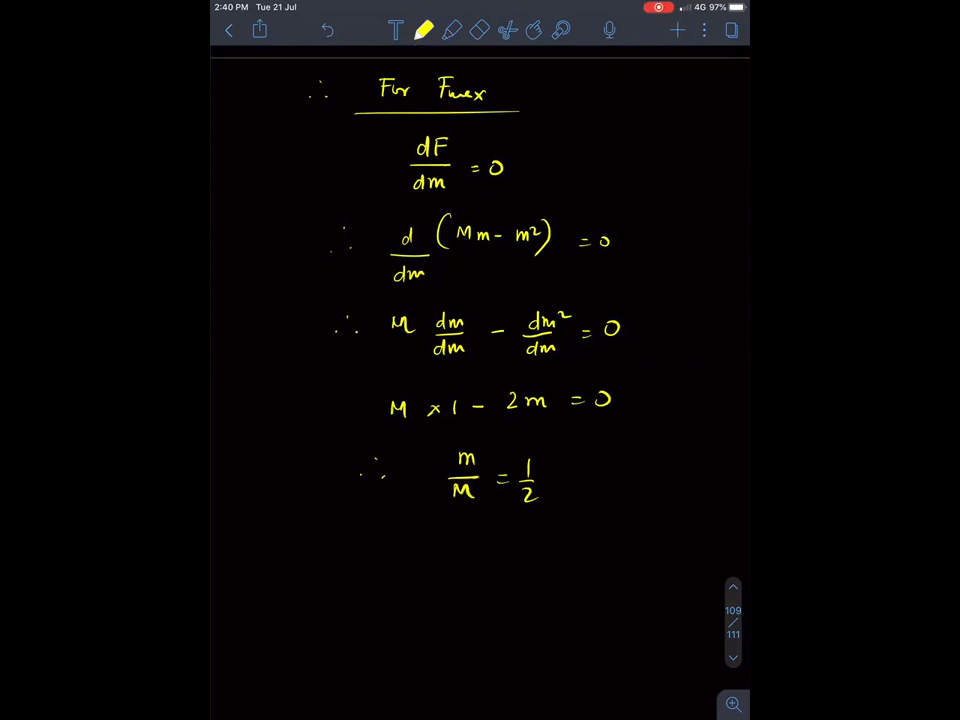 2:40 PM Tue 21 Jul 4G 97%
T
∴ For Fmax
dF/dm = 0
∴ d/dm (Mm - m²) = 0
∴ M dm/dm - dm²/dm = 0
M × 1 - 2m = 0
∴ m/M = 1/2
109
/
111